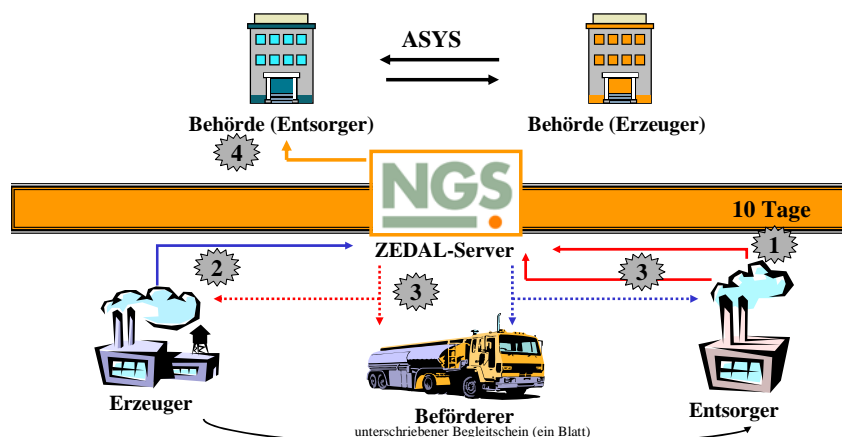 ASYS
Behörde (Entsorger)
Behörde (Erzeuger)
4
NGS
10 Tage
ZEDAL-Server
1
2
3
3
Erzeuger
Beförderer
Entsorger
unterschriebener Begleitschein (ein Blatt)